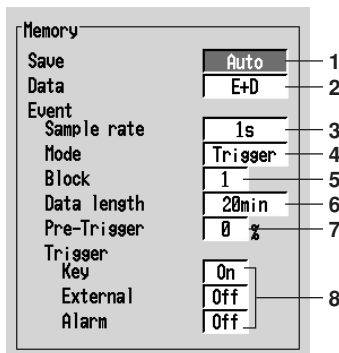 Memory
Save Auto 1
Data E+D 2
Event
Sample rate 1s 3
Mode Trigger 4
Block 1 5
Data length 20min 6
Pre-Trigger 0 % 7
Trigger
Key On
External Off 8
Alarm Off